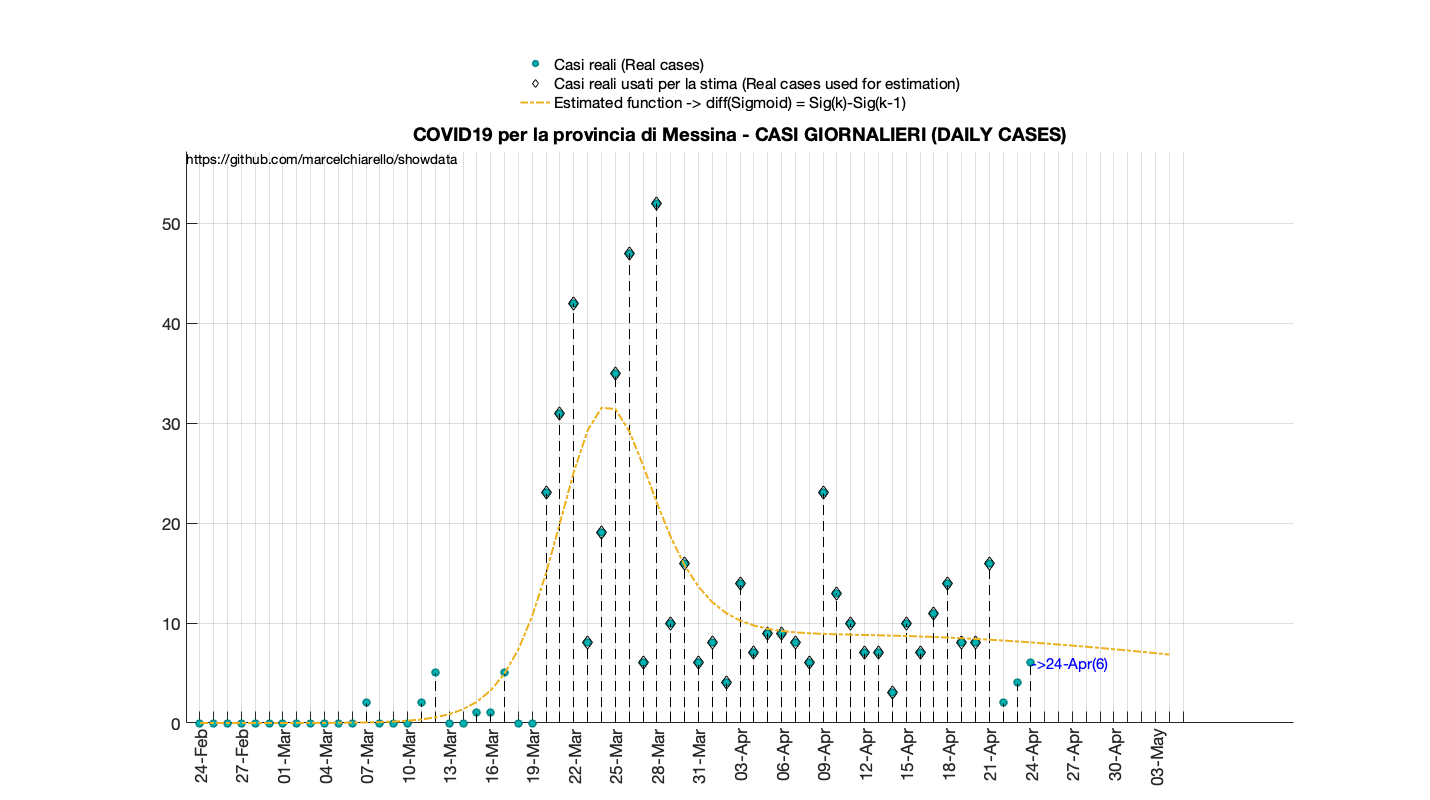 Casi reali (Real cases)
Casi reali usati per la stima (Real cases used for estimation)
Estimated function -> diff(Sigmoid) = Sig(k)-Sig(k-1)
COVID19 per la provincia di Messina - CASI GIORNALIERI (DAILY CASES)
https://github.com/marcelchiarello/showdata
50
40
30
20
10
0
->24-Apr(6)
24-Feb
27-Feb
01-Mar
04-Mar
07-Mar
10-Mar
13-Mar
16-Mar
19-Mar
22-Mar
25-Mar
28-Mar
31-Mar
03-Apr
06-Apr
09-Apr
12-Apr
15-Apr
18-Apr
21-Apr
24-Apr
27-Apr
30-Apr
03-May